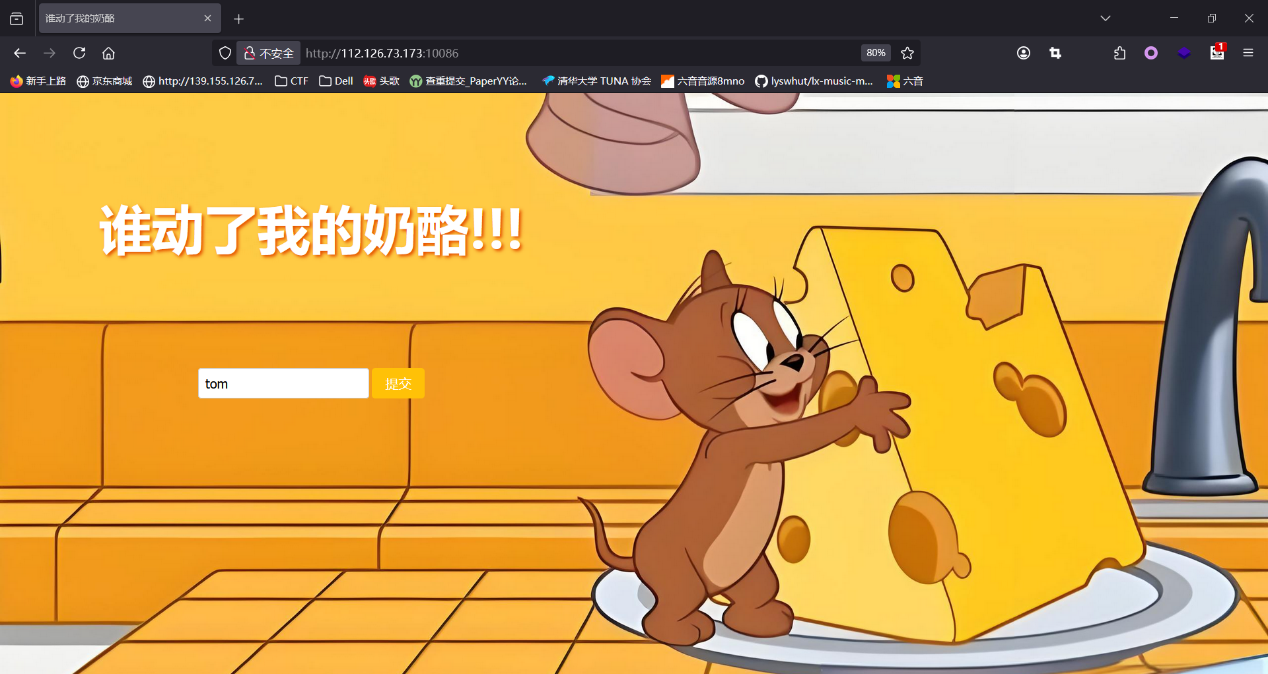 谁动了我的奶酪
不安全 http://112.126.73.173:10086 80% 1
新手上路 京东商城 http://139.155.126.7... CTF Dell 头歌 头歌 查重提交_PaperYY论... 清华大学 TUNA 协会 六音音源8mno lyswhut/lx-music-m... 六音
谁动了我的奶酪!!!
tom 提交